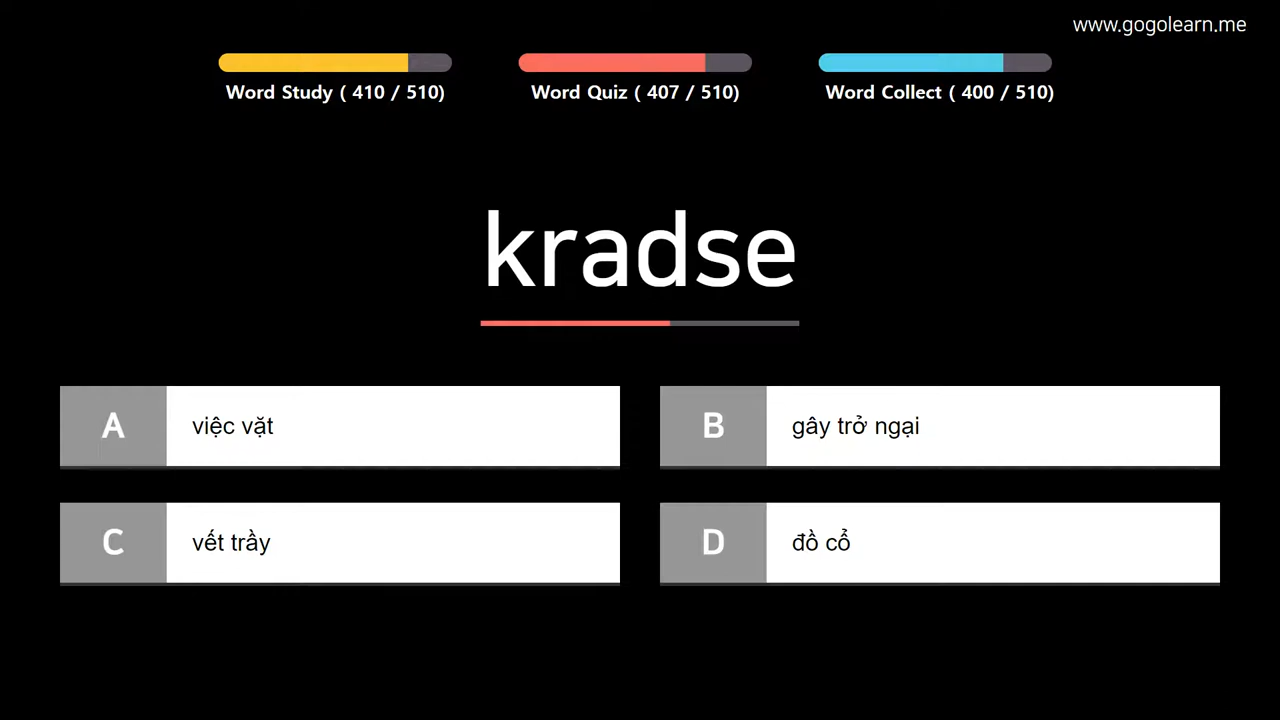 www.gogolearn.me
Word Study ( 410 / 510)
Word Quiz ( 407 / 510)
Word Collect ( 400 / 510)
kradse
A việc vặt
B gây trở ngại
C vết trầy
D đồ cổ